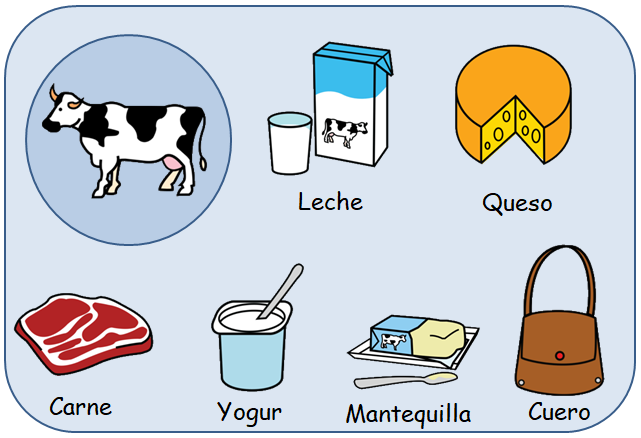 Leche
Queso
Carne
Yogur
Mantequilla
Cuero